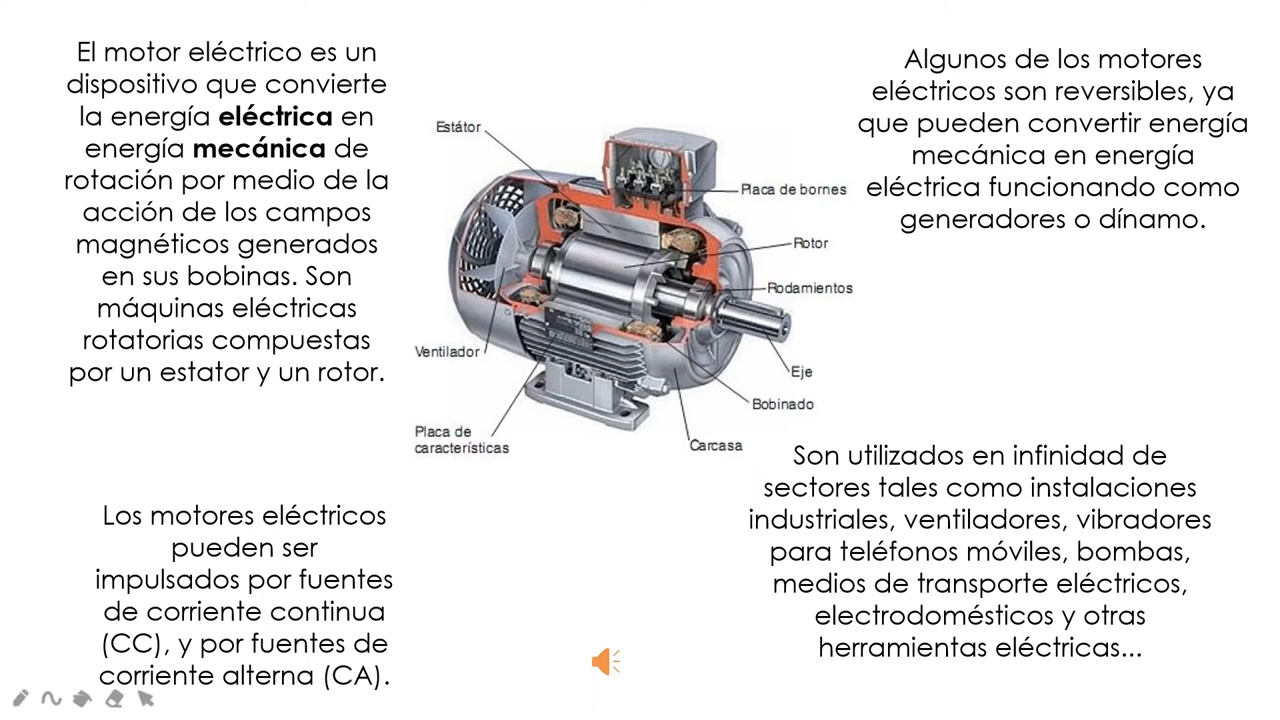 El motor eléctrico es un
dispositivo que convierte
la energía eléctrica en
energía mecánica de
rotación por medio de la
acción de los campos
magnéticos generados
en sus bobinas. Son
máquinas eléctricas
rotatorias compuestas
por un estator y un rotor.
Los motores eléctricos
pueden ser
impulsados por fuentes
de corriente continua
(CC), y por fuentes de
corriente alterna (CA).
Estátor
Placa de bornes
Rotor
Rodamientos
Ventilador
Eje
Bobinado
Placa de
características
Carcasa
Algunos de los motores
eléctricos son reversibles, ya
que pueden convertir energía
mecánica en energía
eléctrica funcionando como
generadores o dínamo.
Son utilizados en infinidad de
sectores tales como instalaciones
industriales, ventiladores, vibradores
para teléfonos móviles, bombas,
medios de transporte eléctricos,
electrodomésticos y otras
herramientas eléctricas...